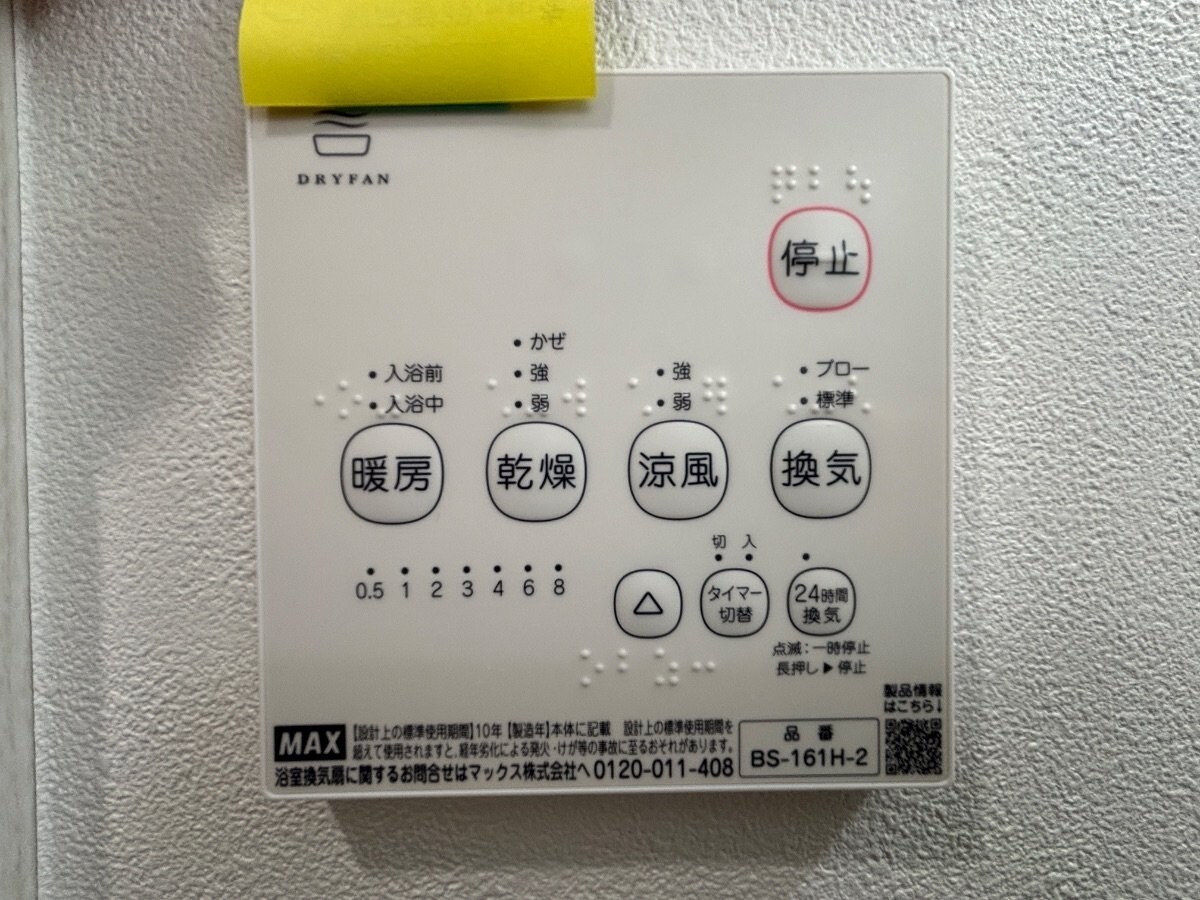 DRYFAN
停止
かぜ
入浴前 強 強 ブロー
入浴中 弱 弱 標準
暖房 乾燥 涼風 換気
切 入
0.5 1 2 3 4 6 8
△ タイマー切替 24時間換気
点滅:一時停止
長押し▶停止
製品情報
はこちら↓
MAX
【設計上の標準使用期間】10年【製造年】本体に記載 設計上の標準使用期間を
超えて使用されますと、経年劣化による発火・けが等の事故に至るおそれがあります。
浴室換気扇に関するお問合せはマックス株式会社へ0120-011-408
品番
BS-161H-2